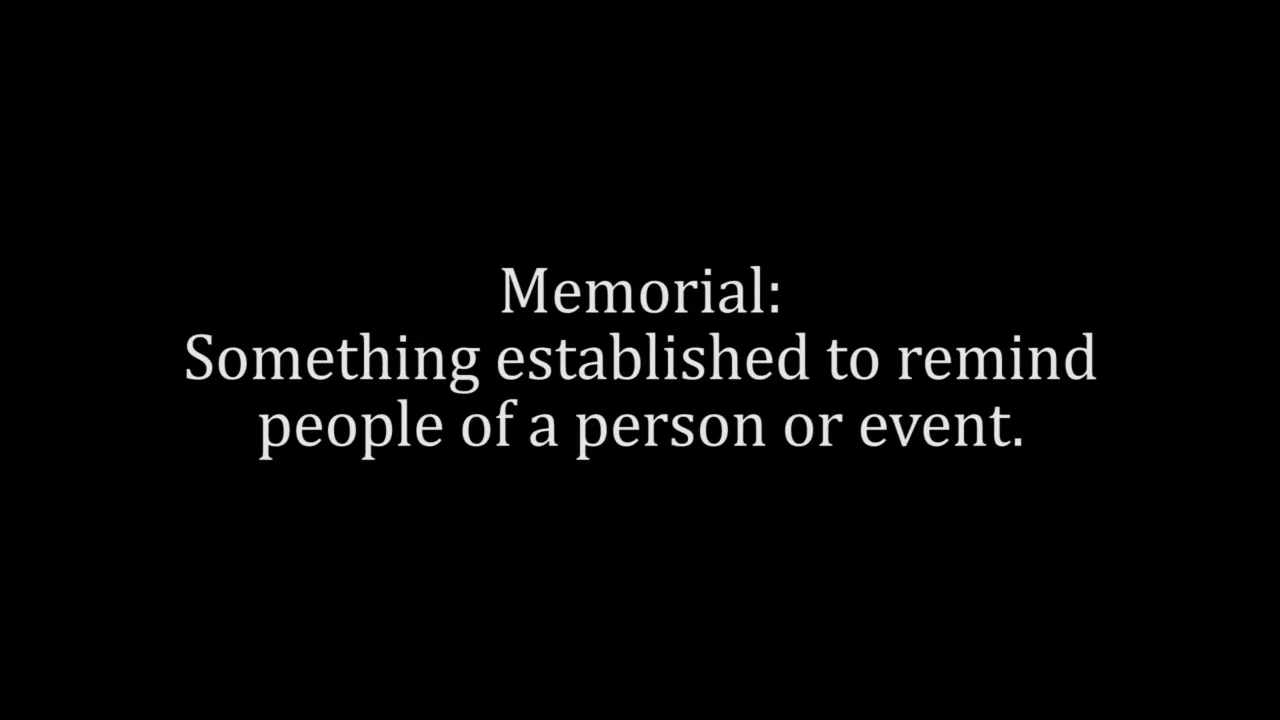 Memorial:
Something established to remind
people of a person or event.